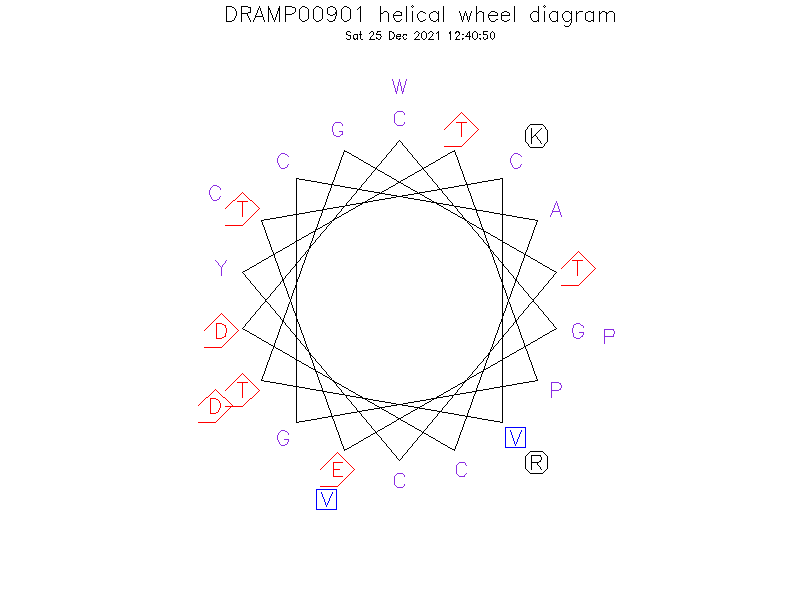 DRAMP00901 helical wheel diagram
Sat 25 Dec 2021 12:40:50
W
C
G T K
C C
C T A
Y T
D G P
T P
D
G V
E C R
C
V